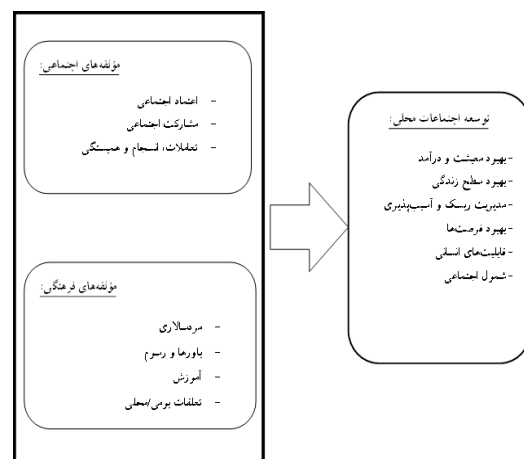 مؤلفه‌های اجتماعی:
- اعتماد اجتماعی
- مشارکت اجتماعی
- تعاملات، انسجام و همبستگی
مؤلفه‌های فرهنگی:
- مردسالاری
- باورها و رسوم
- آموزش
- تعلقات بومی/محلی
توسعه اجتماعات محلی:
-بهبود معیشت و درآمد
-بهبود سطح زندگی
-مدیریت ریسک و آسیب‌پذیری
-بهبود فرصت‌ها
-قابلیت‌های انسانی
-شمول اجتماعی